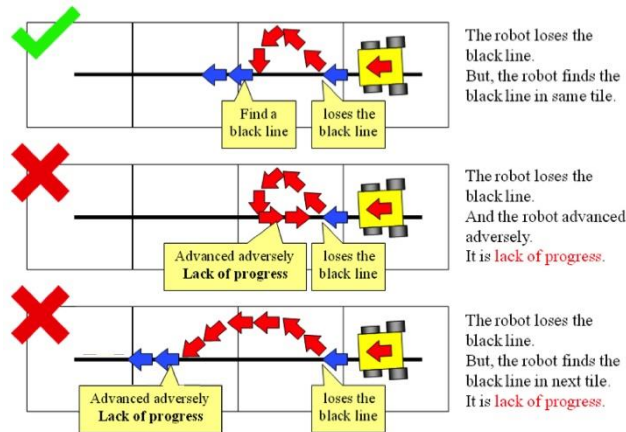 The robot loses the
black line.
But, the robot finds the
black line in same tile.
Find a
black line
loses the
black line
The robot loses the
black line.
And the robot advanced
adversely.
It is lack of progress.
Advanced adversely
Lack of progress
loses the
black line
The robot loses the
black line.
But, the robot finds the
black line in next tile.
It is lack of progress.
Advanced adversely
Lack of progress
loses the
black line